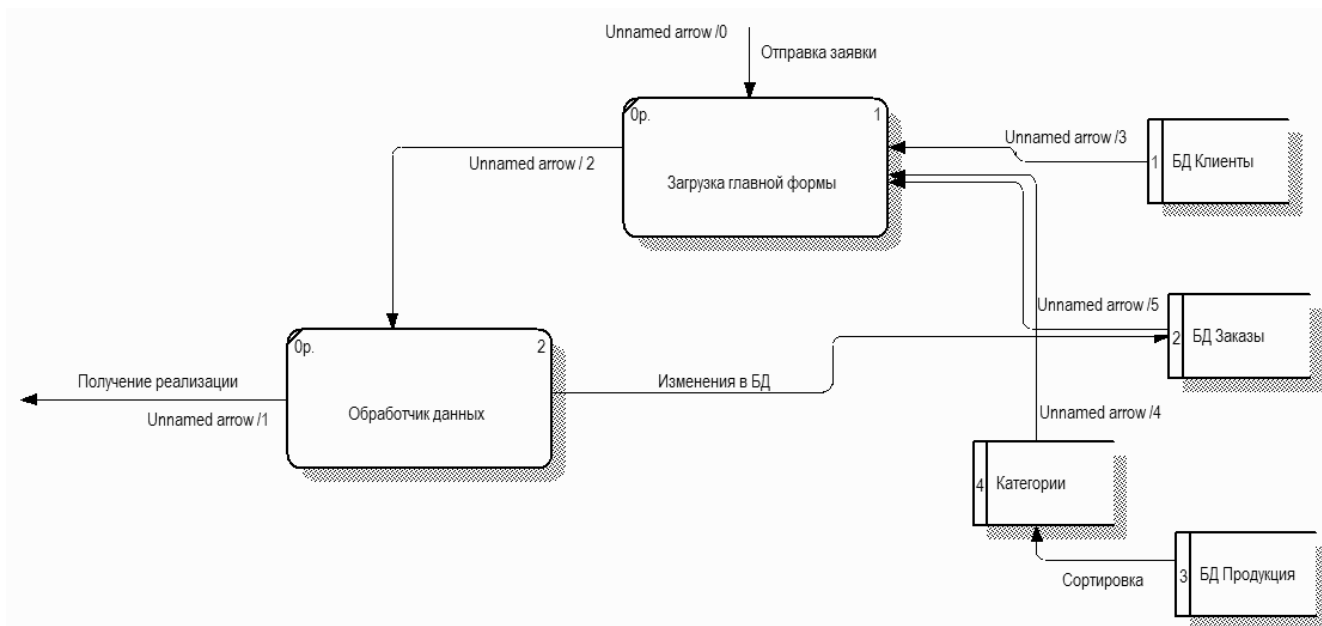 Unnamed arrow /0
Отправка заявки
0р.
1
Unnamed arrow /3
Unnamed arrow / 2
1
БД Клиенты
Загрузка главной формы
Unnamed arrow /5
0р.
2
2
БД Заказы
Получение реализации
Изменения в БД
Unnamed arrow /1
Обработчик данных
Unnamed arrow /4
4
Категории
Сортировка
3
БД Продукция